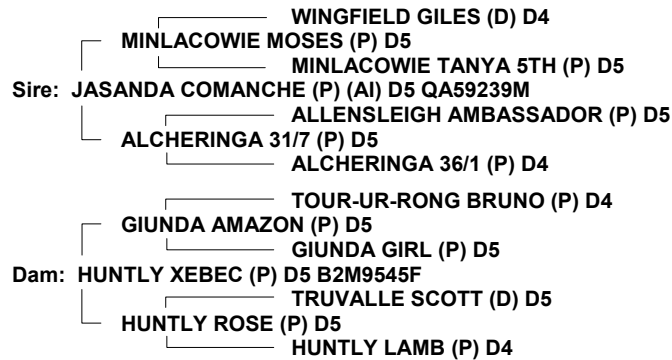 WINGFIELD GILES (D) D4
MINLACOWIE MOSES (P) D5
MINLACOWIE TANYA 5TH (P) D5
Sire: JASANDA COMANCHE (P) (AI) D5 QA59239M
ALLENSLEIGH AMBASSADOR (P) D5
ALCHERINGA 31/7 (P) D5
ALCHERINGA 36/1 (P) D4
TOUR-UR-RONG BRUNO (P) D4
GIUNDA AMAZON (P) D5
GIUNDA GIRL (P) D5
Dam: HUNTLY XEBEC (P) D5 B2M9545F
TRUVALLE SCOTT (D) D5
HUNTLY ROSE (P) D5
HUNTLY LAMB (P) D4